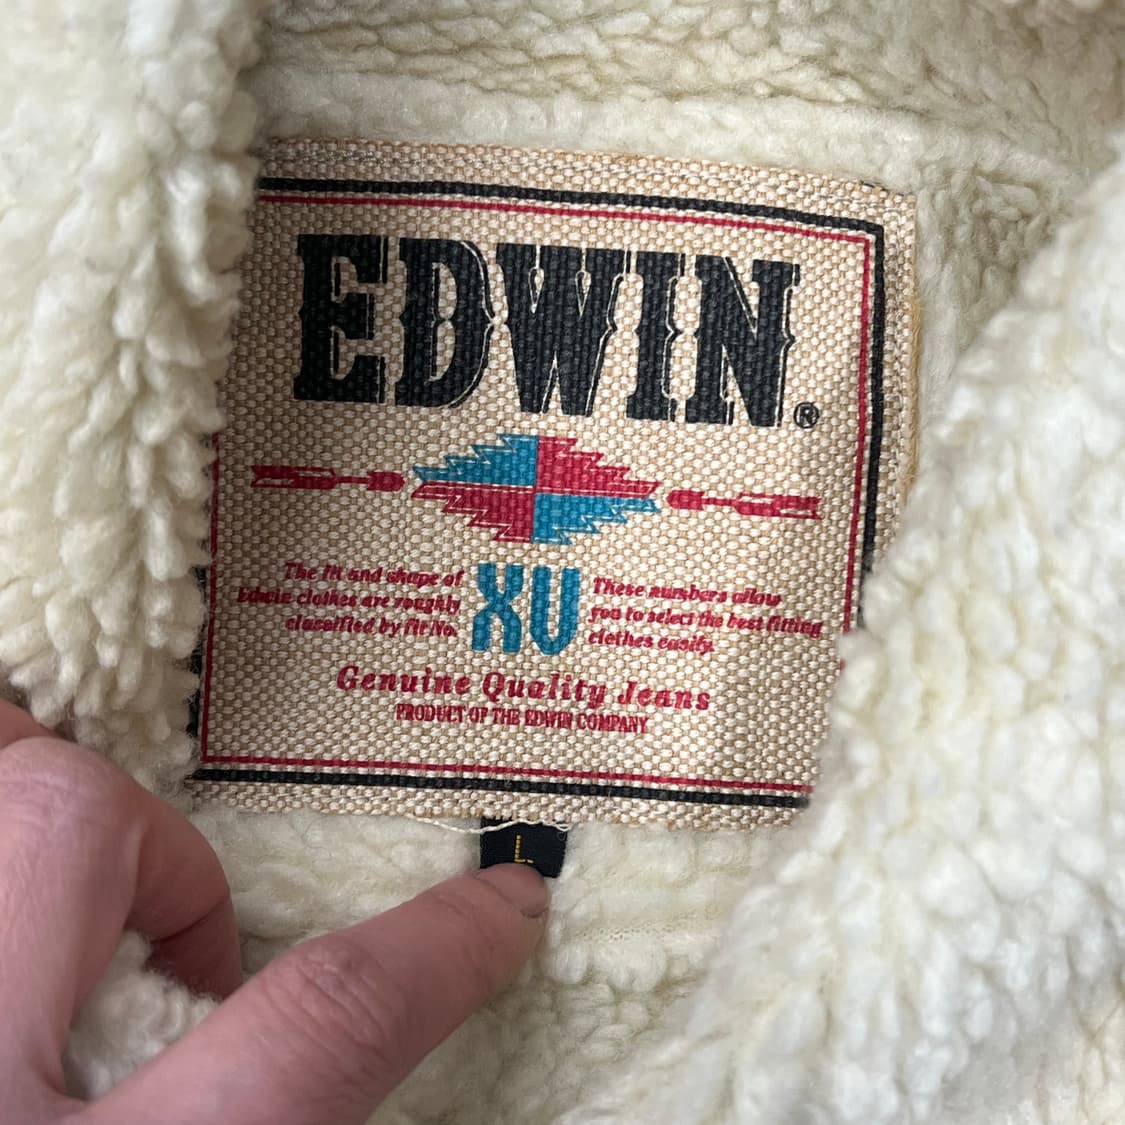 EDWIN®
The fit and shape of
Edwin clothes are roughly
classified by fit No.
XV
These numbers allow
you to select the best fitting
clothes easily.
Genuine Quality Jeans
PRODUCT OF THE EDWIN COMPANY
L